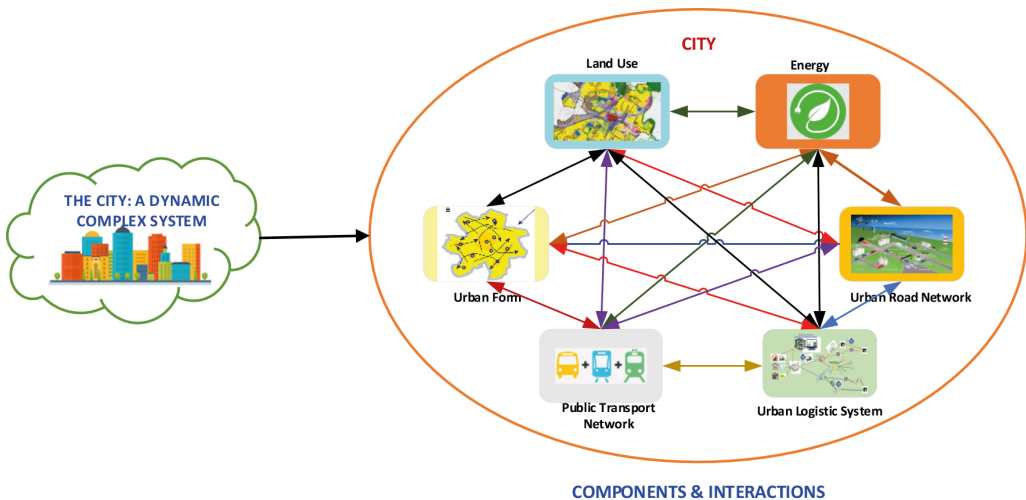 CITY
Land Use
Energy
THE CITY: A DYNAMIC
COMPLEX SYSTEM
Urban Form
Urban Road Network
Public Transport
Network
Urban Logistic System
COMPONENTS & INTERACTIONS